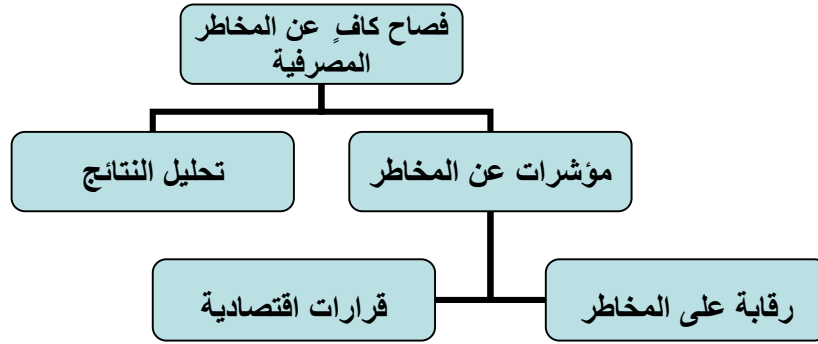 فصاح كافٍ عن المخاطر
المصرفية
مؤشرات عن المخاطر
تحليل النتائج
رقابة على المخاطر
قرارات اقتصادية